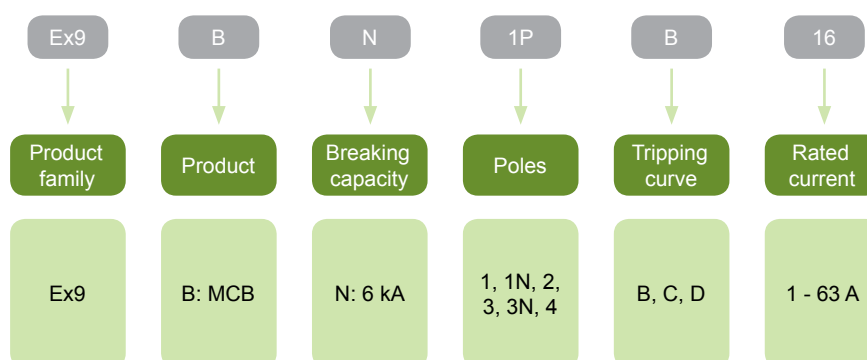 Ex9
B
N
1P
B
16
Product
family
Product
Breaking
capacity
Poles
Tripping
curve
Rated
current
Ex9
B: MCB
N: 6 kA
1, 1N, 2,
3, 3N, 4
B, C, D
1 - 63 A